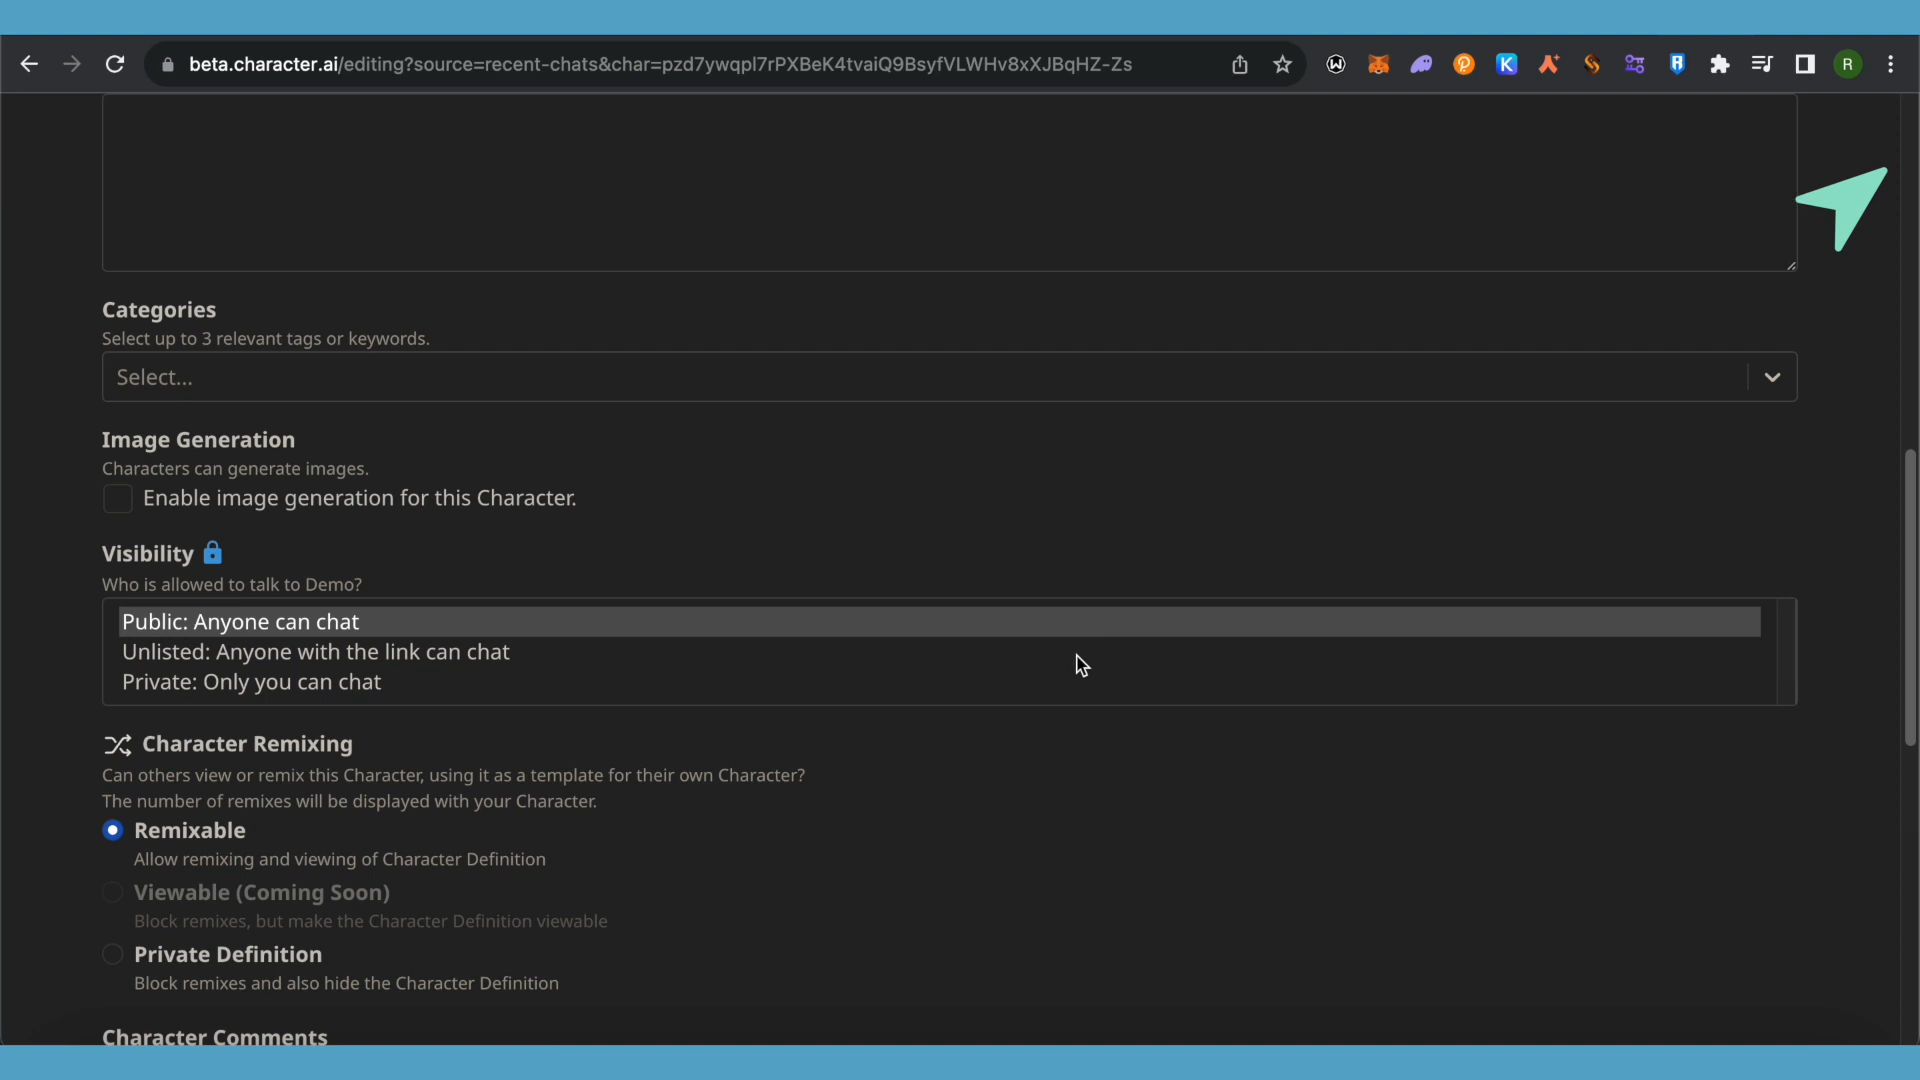 beta.character.ai/editing?source=recent-chats&char=pzd7ywqpl7rPXBeK4tvaiQ9BsyfVLWHv8xXJBqHZ-Zs
R
Categories
Select up to 3 relevant tags or keywords.
Select...
Image Generation
Characters can generate images.
Enable image generation for this Character.
Visibility
Who is allowed to talk to Demo?
Public: Anyone can chat
Unlisted: Anyone with the link can chat
Private: Only you can chat
Character Remixing
Can others view or remix this Character, using it as a template for their own Character?
The number of remixes will be displayed with your Character.
Remixable
Allow remixing and viewing of Character Definition
Viewable (Coming Soon)
Block remixes, but make the Character Definition viewable
Private Definition
Block remixes and also hide the Character Definition
Character Comments